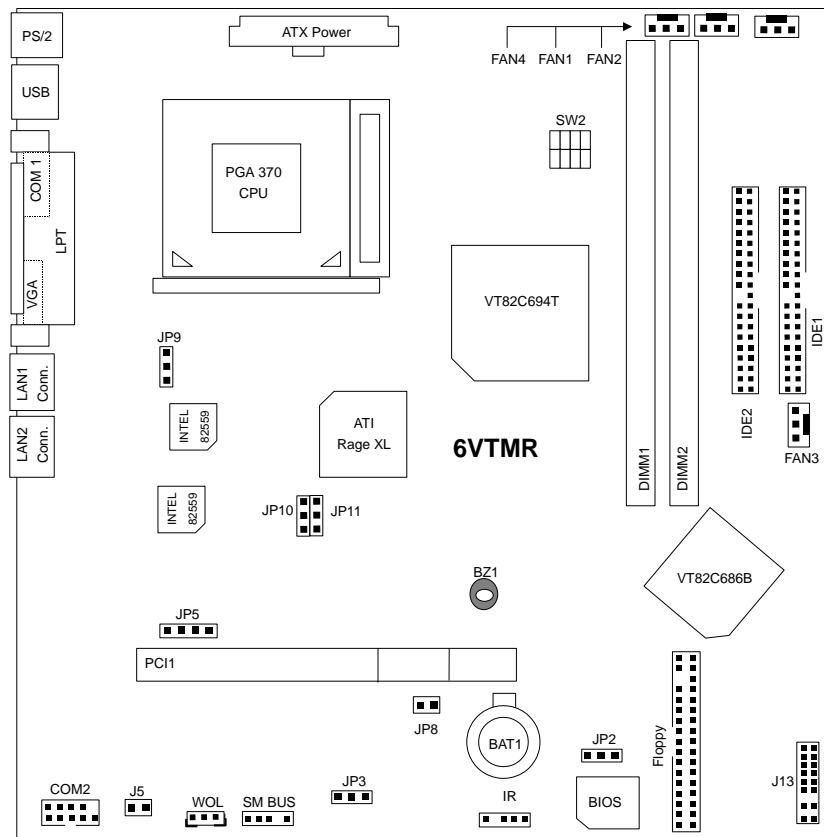 PS/2
ATX Power
FAN4 FAN1 FAN2
USB
SW2
COM 1
PGA 370
CPU
LPT
VGA
VT82C694T
IDE1
JP9
LAN1
Conn.
INTEL
82559
ATI
Rage XL
IDE2
LAN2
Conn.
6VTMR
FAN3
DIMM1
DIMM2
INTEL
82559
JP10
JP11
BZ1
VT82C686B
JP5
PCI1
JP8
BAT1
JP2
Floppy
COM2
J5
WOL
SM BUS
JP3
IR
BIOS
J13